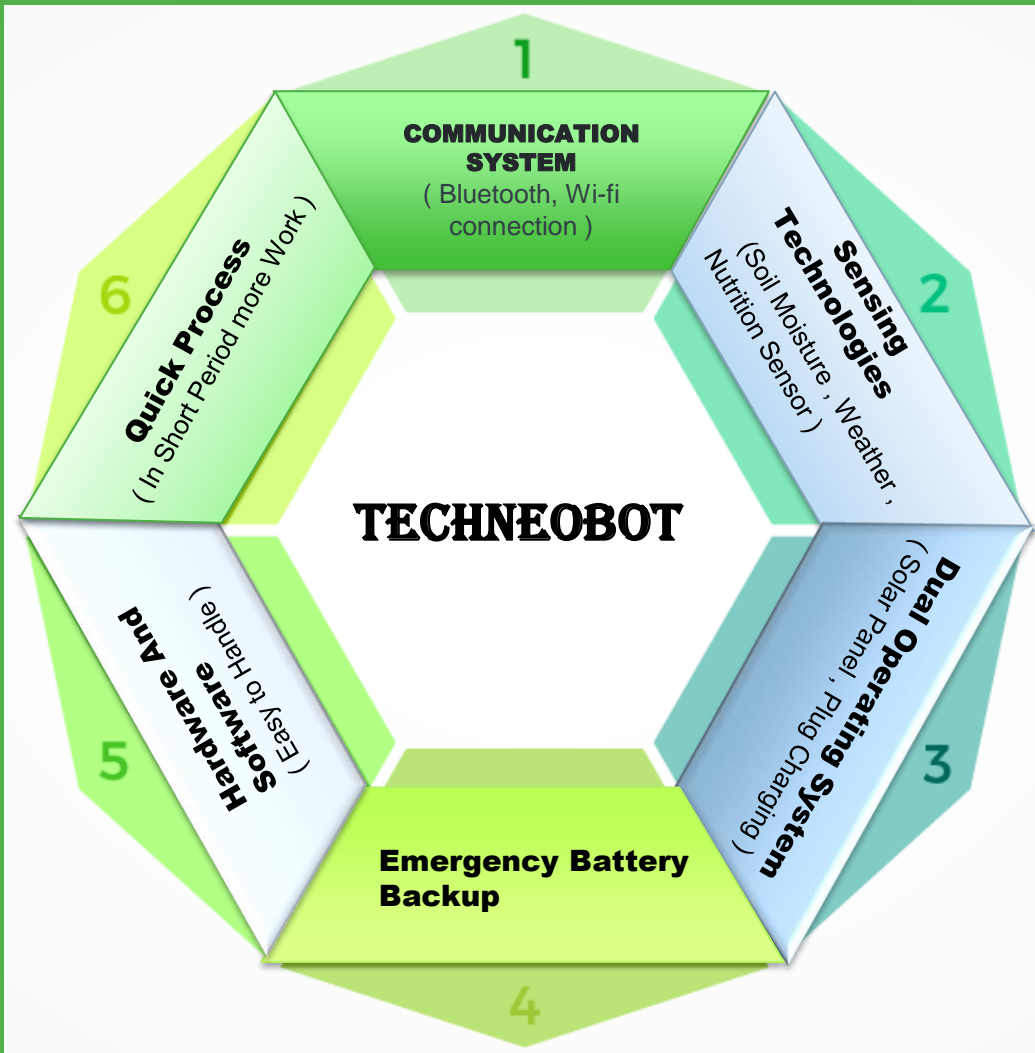 1
COMMUNICATION
SYSTEM
( Bluetooth, Wi-fi
connection )
2
Sensing
Technologies
(Soil Moisture , Weather ,
Nutrition Sensor )
3
Dual Operating System
( Solar Panel , Plug Charging )
4
Emergency Battery
Backup
5
Hardware And
Software
( Easy to Handle )
6
Quick Process
( In Short Period more Work )
TECHNEOBOT